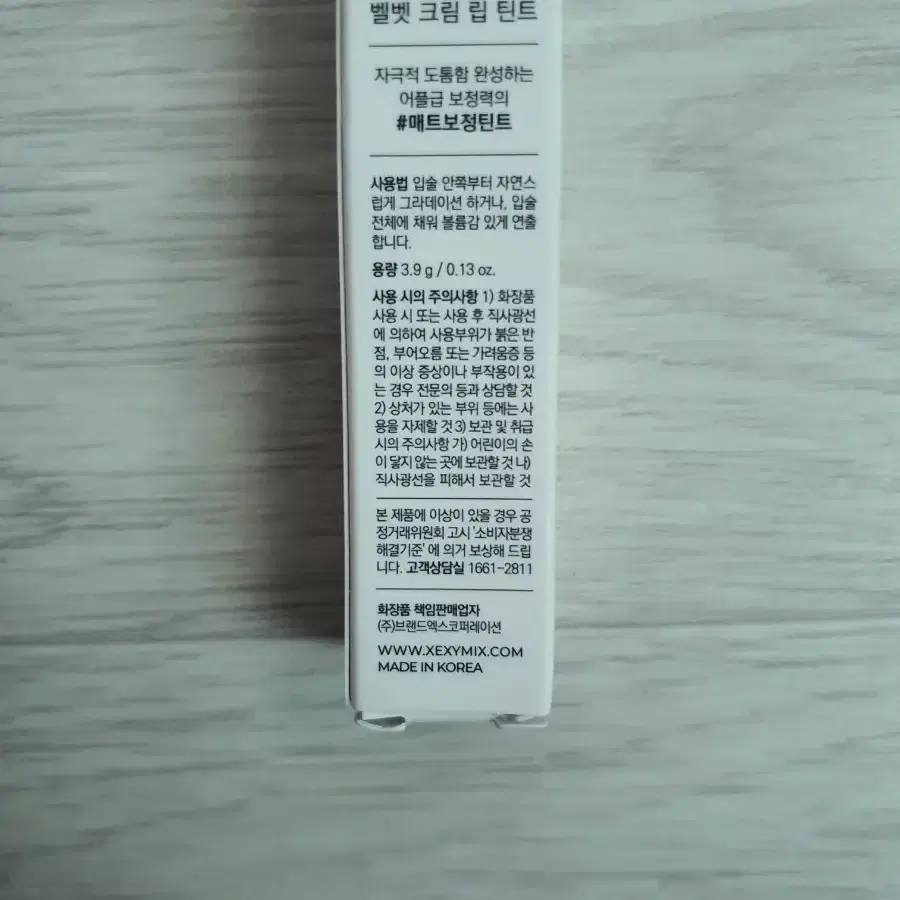 벨벳 크림 립 틴트
자극적 도톰함 완성하는
어플급 보정력의
#매트보정틴트
사용법 입술 안쪽부터 자연스
럽게 그라데이션 하거나, 입술
전체에 채워 볼륨감 있게 연출
합니다.
용량 3.9 g / 0.13 oz.
사용 시의 주의사항 1) 화장품
사용 시 또는 사용 후 직사광선
에 의하여 사용부위가 붉은 반
점, 부어오름 또는 가려움증 등
의 이상 증상이나 부작용이 있
는 경우 전문의 등과 상담할 것
2) 상처가 있는 부위 등에는 사
용을 자제할 것 3) 보관 및 취급
시의 주의사항 가) 어린이의 손
이 닿지 않는 곳에 보관할 것 나)
직사광선을 피해서 보관할 것
본 제품에 이상이 있을 경우 공
정거래위원회 고시 '소비자분쟁
해결기준' 에 의거 보상해 드립
니다. 고객상담실 1661-2811
화장품 책임판매업자
(주)브랜드엑스코퍼레이션
WWW.XEXYMIX.COM
MADE IN KOREA